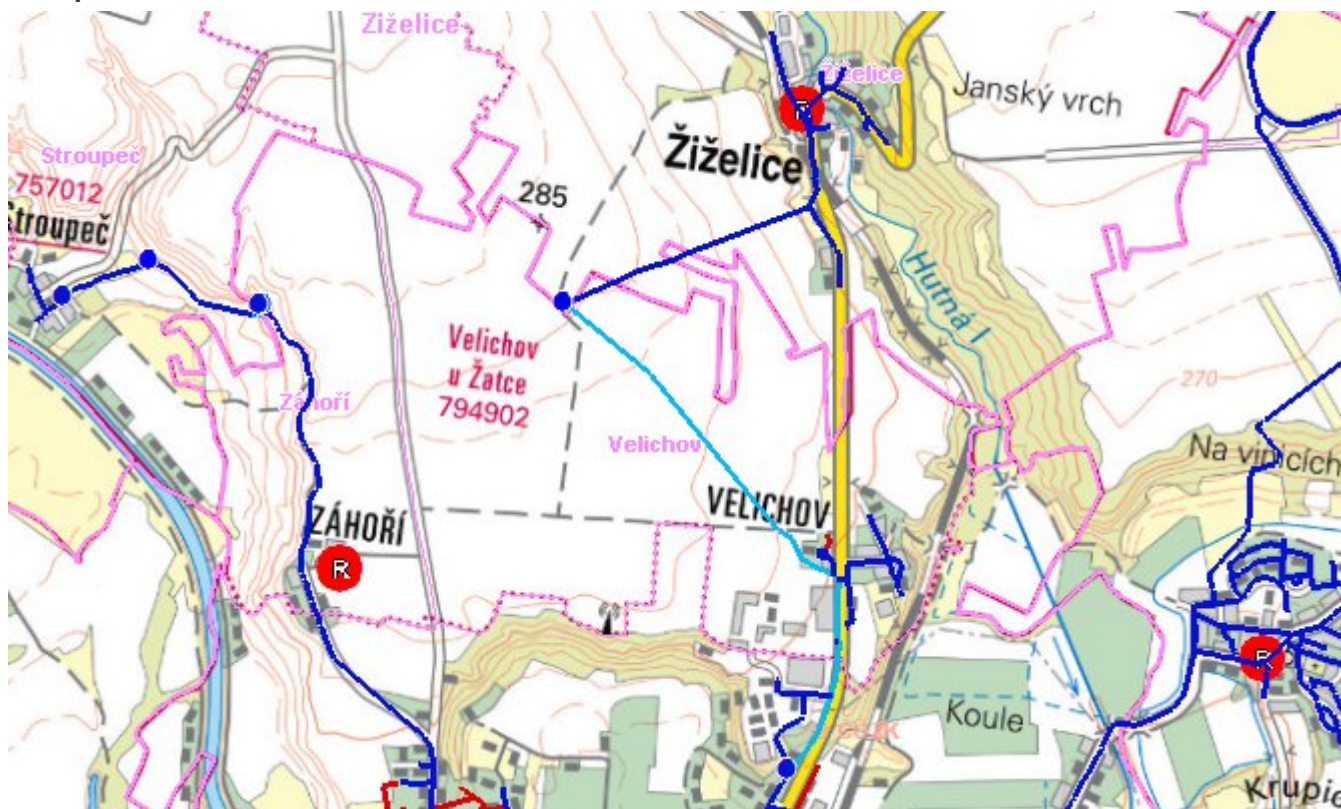 Žiželice
Žiželice
Janský vrch
Žiželice
Stroupeč
757012
Stroupeč
285
Hutná I
Velichov
u Žatce
794902
270
Záhoří
Velichov
Na vinicích
VELICHOV
ZÁHOŘÍ
R
R
Koule